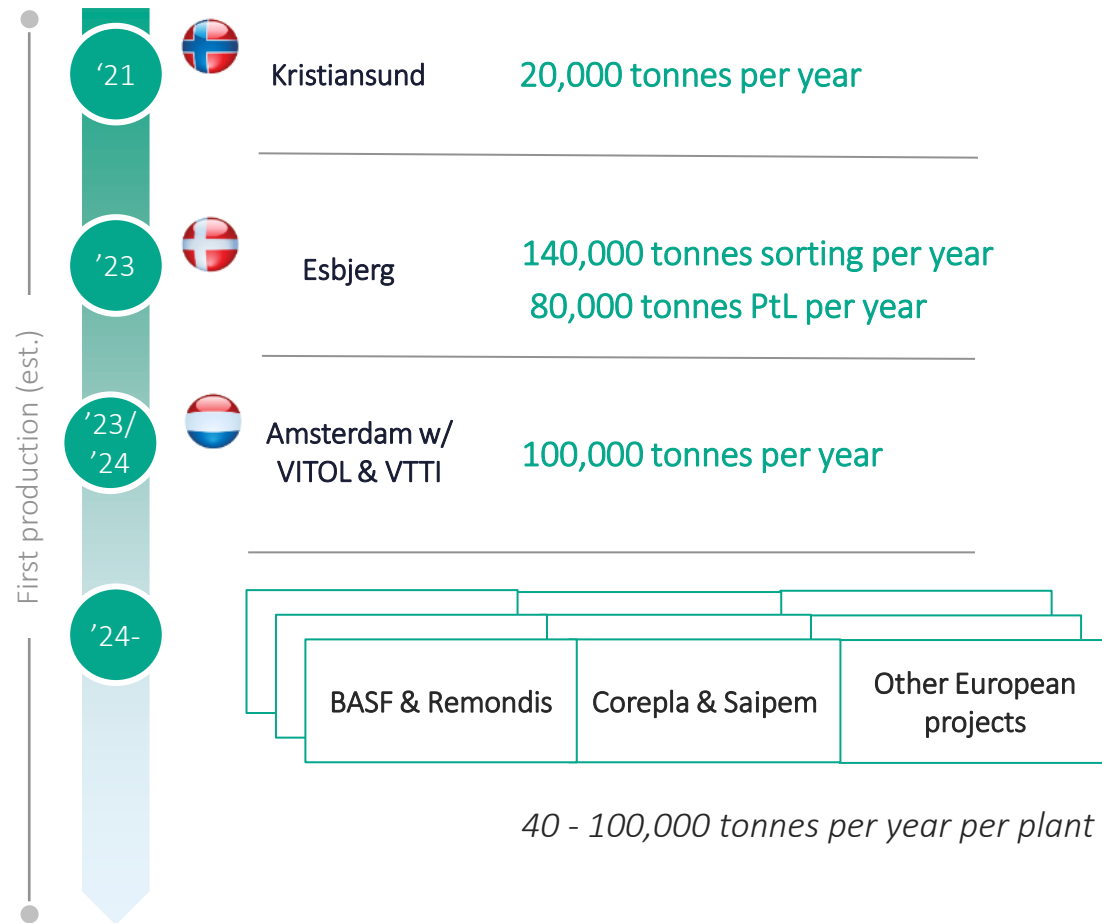 First production (est.)
‘21
Kristiansund
20,000 tonnes per year
’23
Esbjerg
140,000 tonnes sorting per year
80,000 tonnes PtL per year
’23/
’24
Amsterdam w/
VITOL & VTTI
100,000 tonnes per year
’24-
BASF & Remondis
Corepla & Saipem
Other European
projects
40 - 100,000 tonnes per year per plant